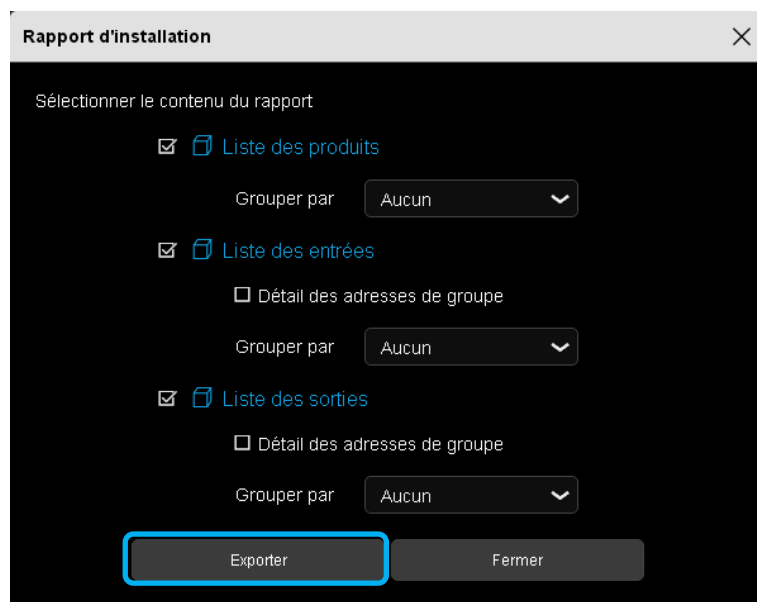 Rapport d'installation
Sélectionner le contenu du rapport
Liste des produits
Grouper par Aucun
Liste des entrées
Détail des adresses de groupe
Grouper par Aucun
Liste des sorties
Détail des adresses de groupe
Grouper par Aucun
Exporter Fermer